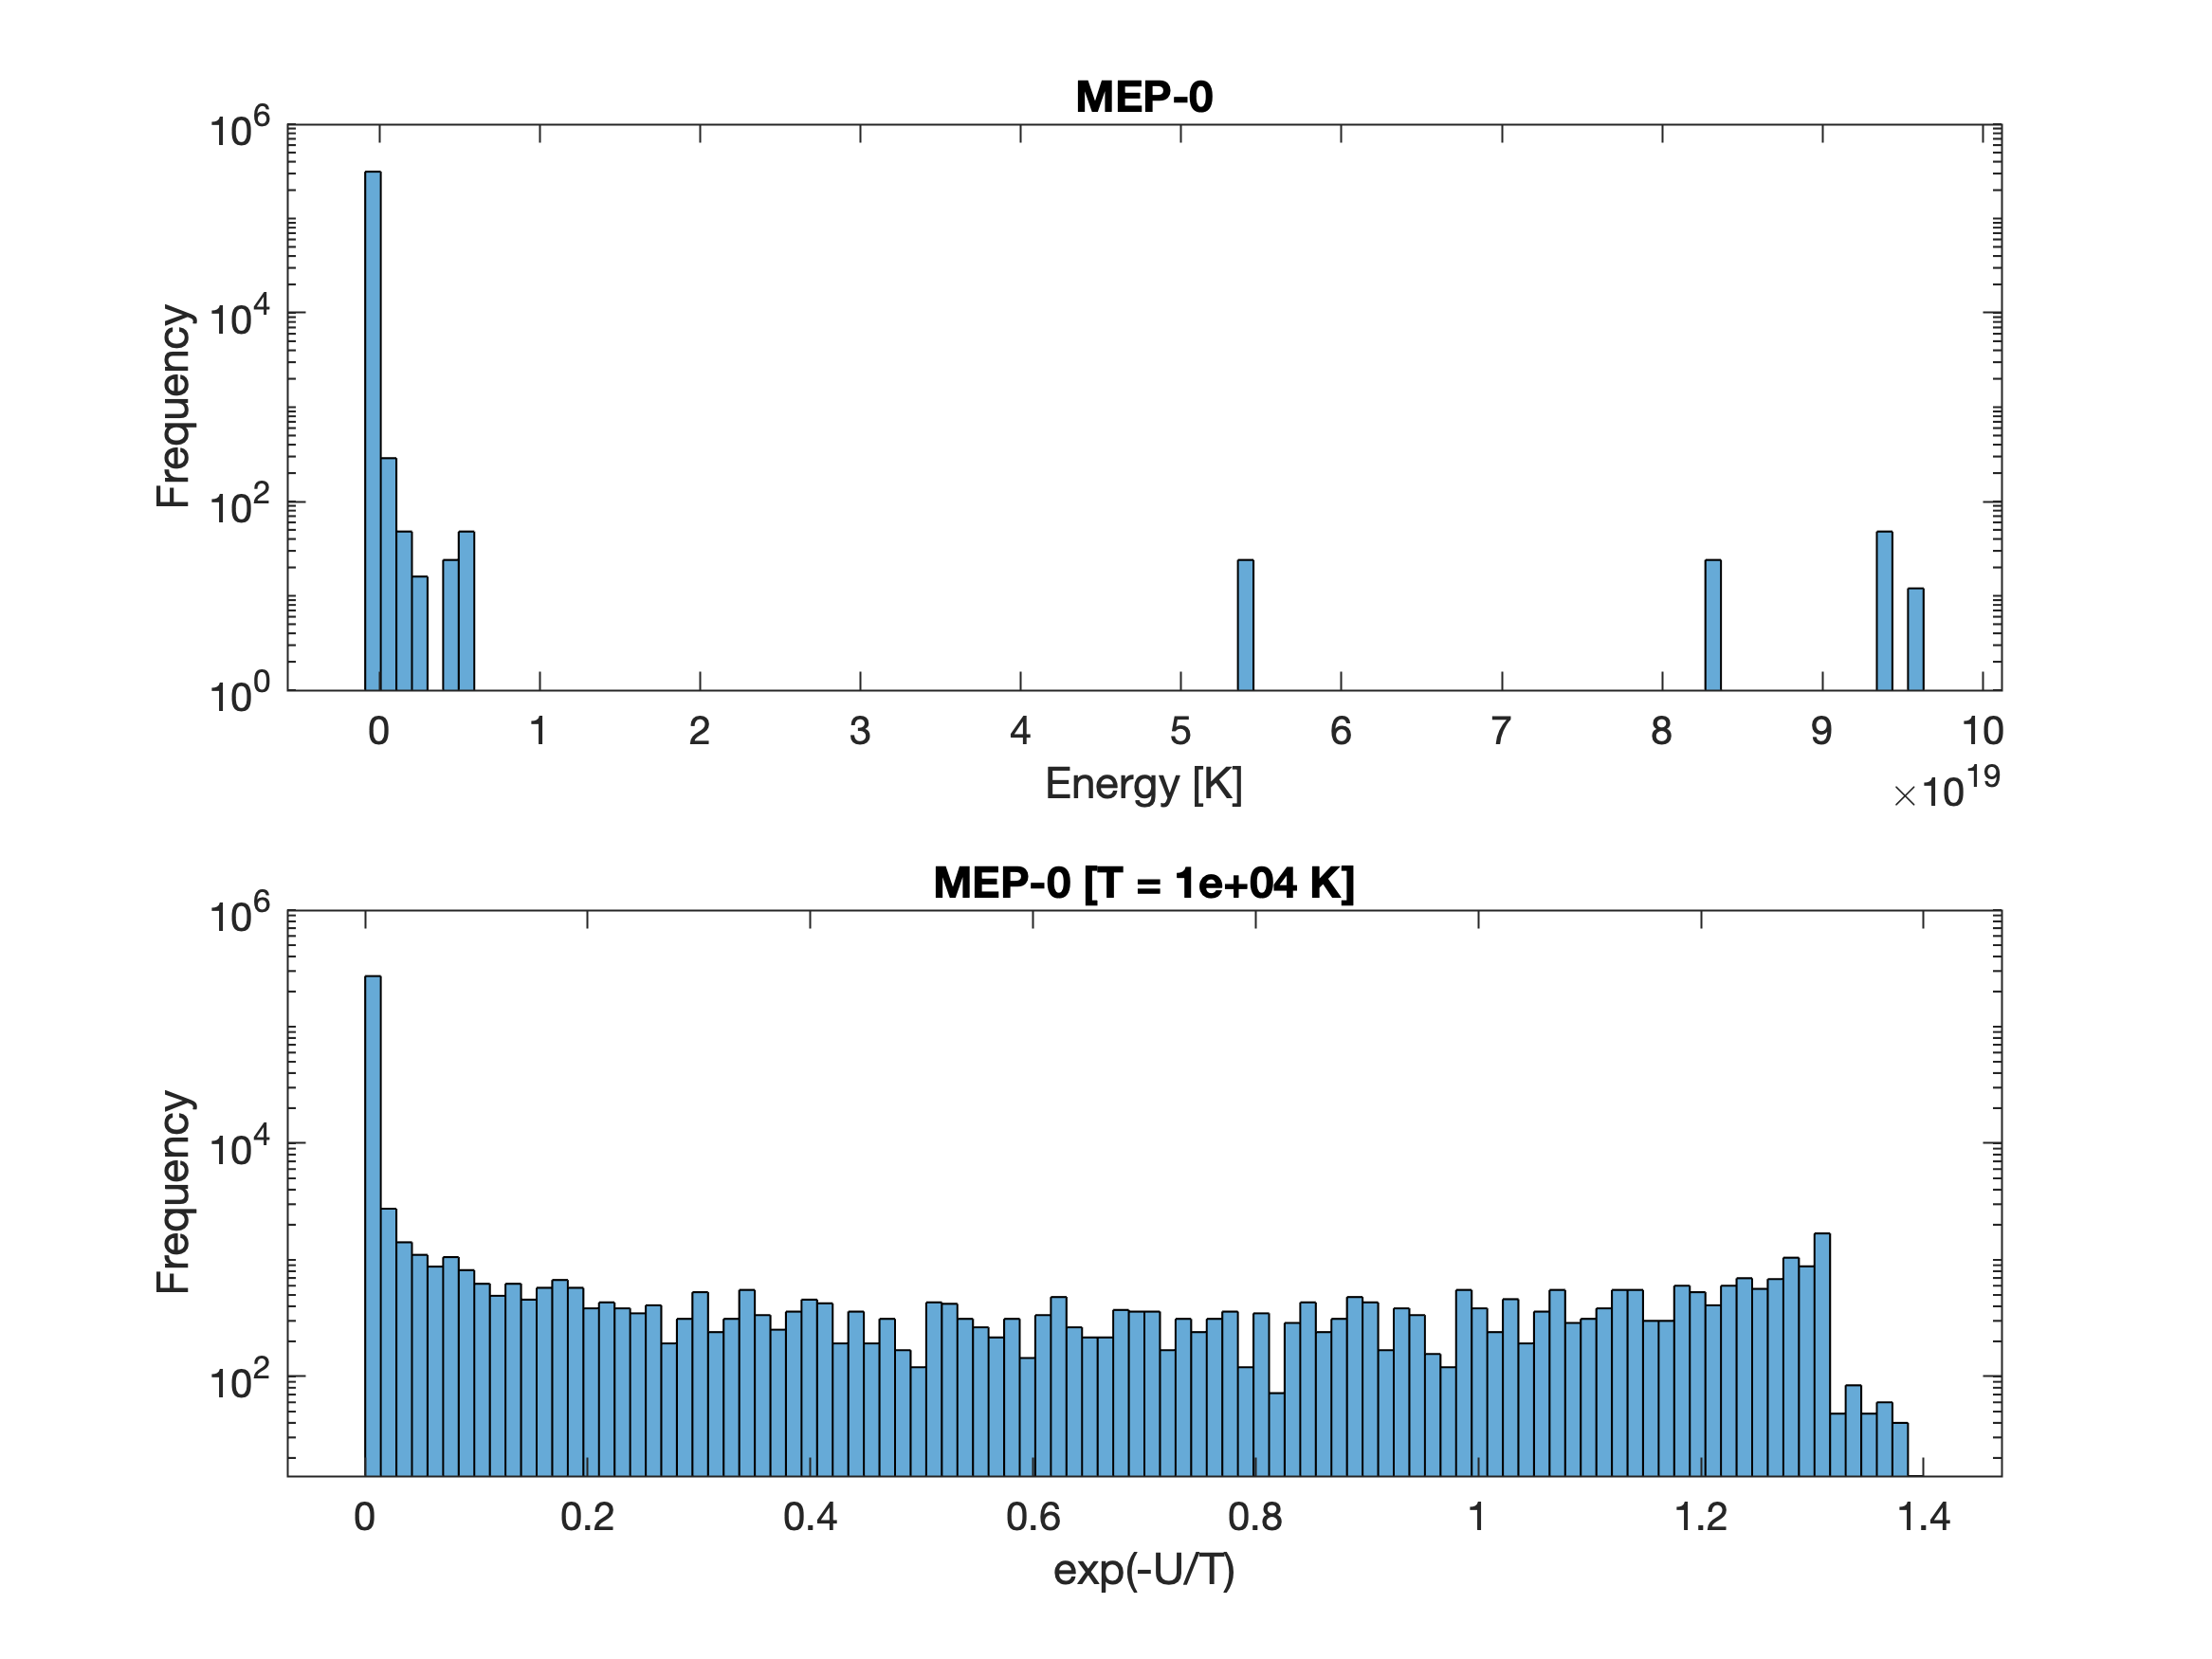 MEP-0
10^6
10^4
10^2
10^0
Frequency
0 1 2 3 4 5 6 7 8 9 10
Energy [K]
×10^19
MEP-0 [T = 1e+04 K]
10^6
10^4
10^2
Frequency
0 0.2 0.4 0.6 0.8 1 1.2 1.4
exp(-U/T)